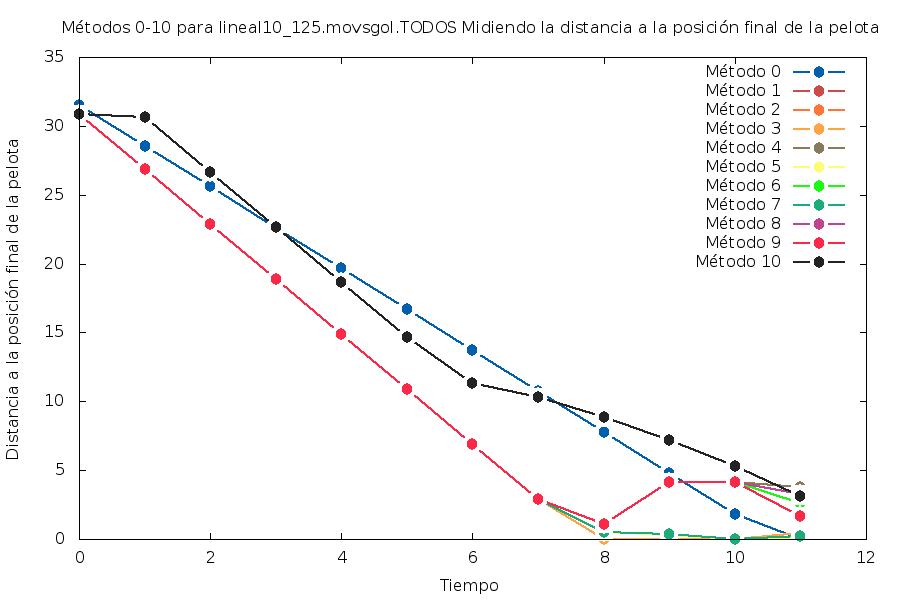 Métodos 0-10 para lineal10_125.movsgol.TODOS Midiendo la distancia a la posición final de la pelota
35
30
25
20
15
10
5
0
Distancia a la posición final de la pelota
Método 0
Método 1
Método 2
Método 3
Método 4
Método 5
Método 6
Método 7
Método 8
Método 9
Método 10
0 2 4 6 8 10 12
Tiempo